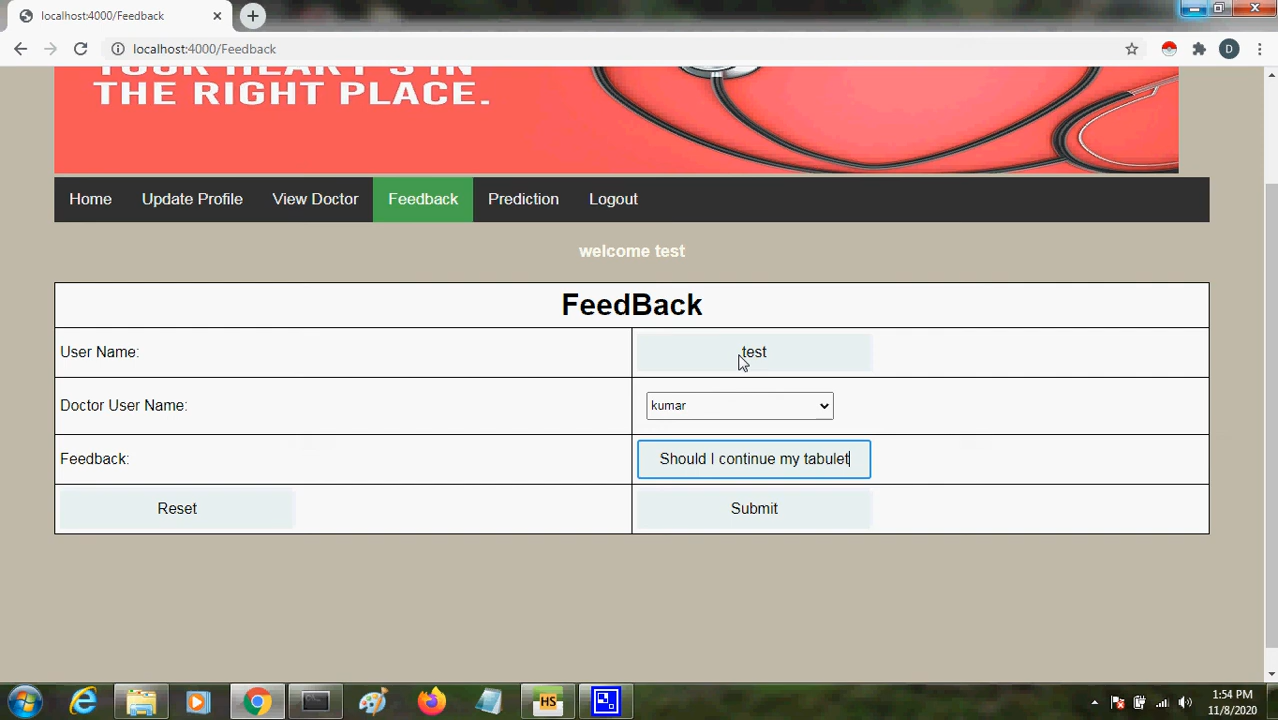 localhost:4000/Feedback
localhost:4000/Feedback
D
THE RIGHT PLACE.
Home Update Profile View Doctor Feedback Prediction Logout
welcome test
FeedBack
User Name: test
Doctor User Name: kumar
Feedback: Should I continue my tabulet
Reset Submit
HS
1:54 PM
11/8/2020